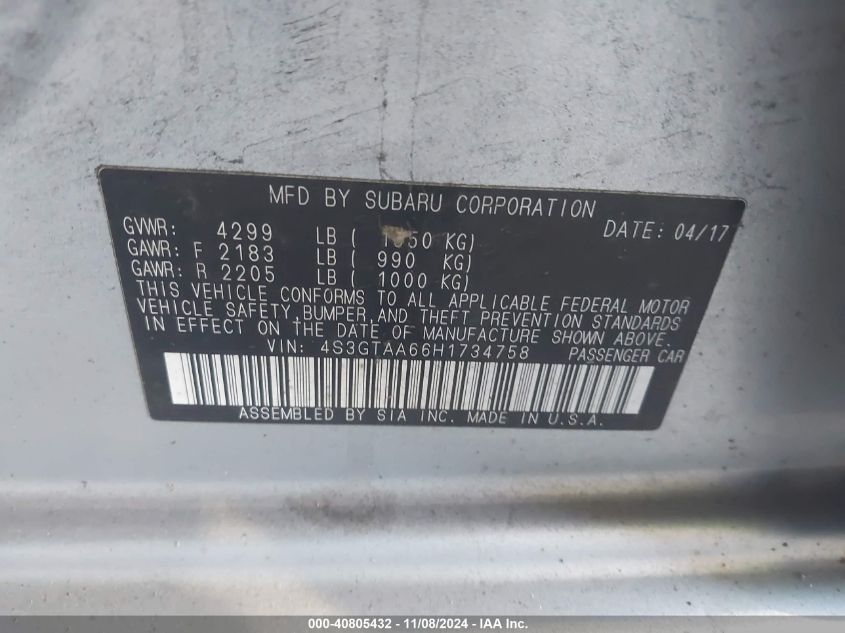 MFD BY SUBARU CORPORATION
GVWR: 4299 LB ( 1950 KG) DATE: 04/17
GAWR: F 2183 LB ( 990 KG)
GAWR: R 2205 LB ( 1000 KG)
THIS VEHICLE CONFORMS TO ALL APPLICABLE FEDERAL MOTOR
VEHICLE SAFETY, BUMPER, AND THEFT PREVENTION STANDARDS
IN EFFECT ON THE DATE OF MANUFACTURE SHOWN ABOVE.
VIN: 4S3GTAA66H1734758 PASSENGER CAR
ASSEMBLED BY SIA INC. MADE IN U.S.A.
000-40805432 - 11/08/2024 - IAA Inc.